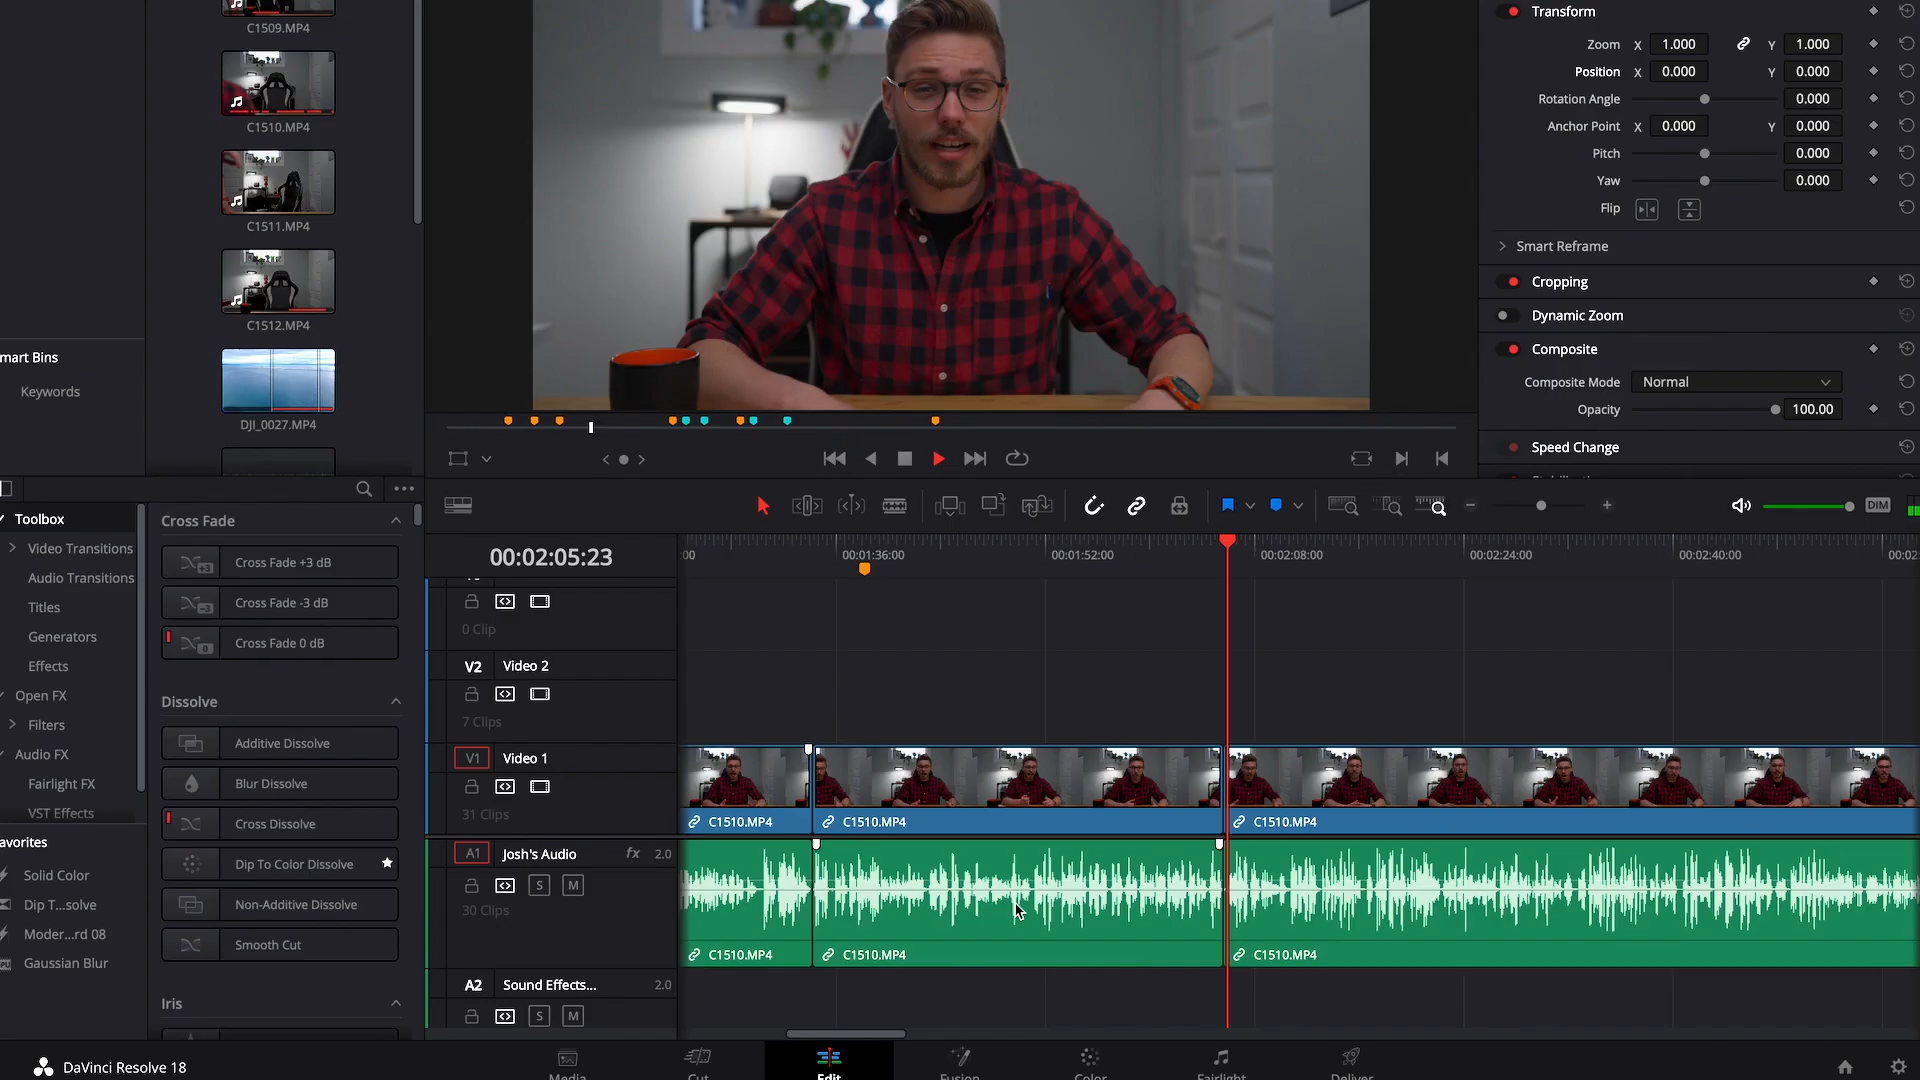 C1509.MP4
C1510.MP4
C1511.MP4
C1512.MP4
DJI_0027.MP4
mart Bins
Keywords
Transform
Zoom X 1.000 Y 1.000
Position X 0.000 Y 0.000
Rotation Angle 0.000
Anchor Point X 0.000 Y 0.000
Pitch 0.000
Yaw 0.000
Flip
Smart Reframe
Cropping
Dynamic Zoom
Composite
Composite Mode Normal
Opacity 100.00
Speed Change
DIM
Toolbox
Video Transitions
Audio Transitions
Titles
Generators
Effects
Open FX
Filters
Audio FX
Fairlight FX
VST Effects
avorites
Solid Color
Dip T...solve
Moder...rd 08
Gaussian Blur
Cross Fade
+3
Cross Fade +3 dB
-3
Cross Fade -3 dB
0
Cross Fade 0 dB
Dissolve
Additive Dissolve
Blur Dissolve
Cross Dissolve
Dip To Color Dissolve
Non-Additive Dissolve
Smooth Cut
Iris
00:02:05:23
:00 00:01:36:00 00:01:52:00 00:02:08:00 00:02:24:00 00:02:40:00 00:02
0 Clip
V2 Video 2
7 Clips
V1 Video 1
31 Clips
C1510.MP4 C1510.MP4 C1510.MP4
A1 Josh's Audio fx 2.0
S M
30 Clips
C1510.MP4 C1510.MP4 C1510.MP4
A2 Sound Effects... 2.0
S M
DaVinci Resolve 18
Media Cut Edit Fusion Color Fairlight Deliver